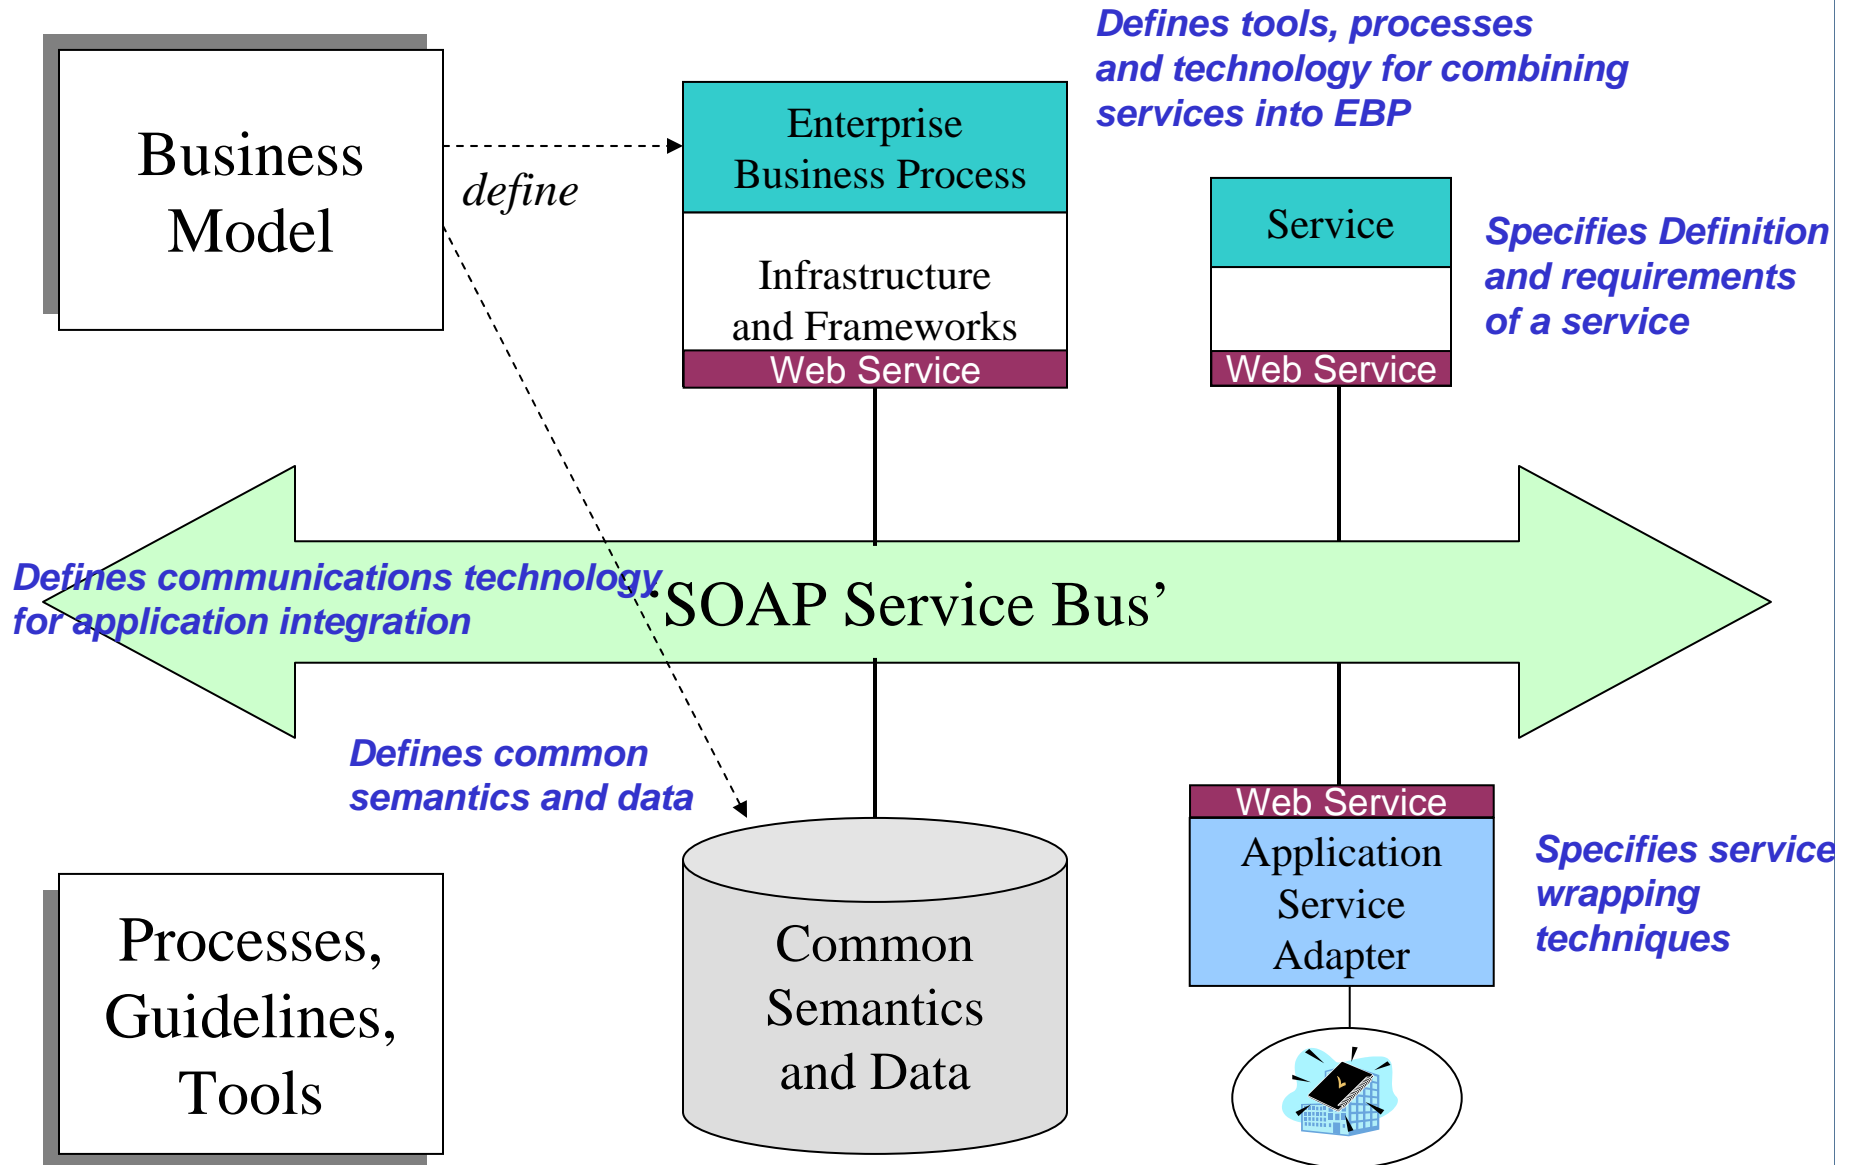 Defines tools, processes
and technology for combining
services into EBP
Business
Model
define
Enterprise
Business Process
Infrastructure
and Frameworks
Web Service
Service
Web Service
Specifies Definition
and requirements
of a service
Defines communications technology
for application integration
‘SOAP Service Bus’
Defines common
semantics and data
Processes,
Guidelines,
Tools
Common
Semantics
and Data
Web Service
Application
Service
Adapter
Specifies service
wrapping
techniques